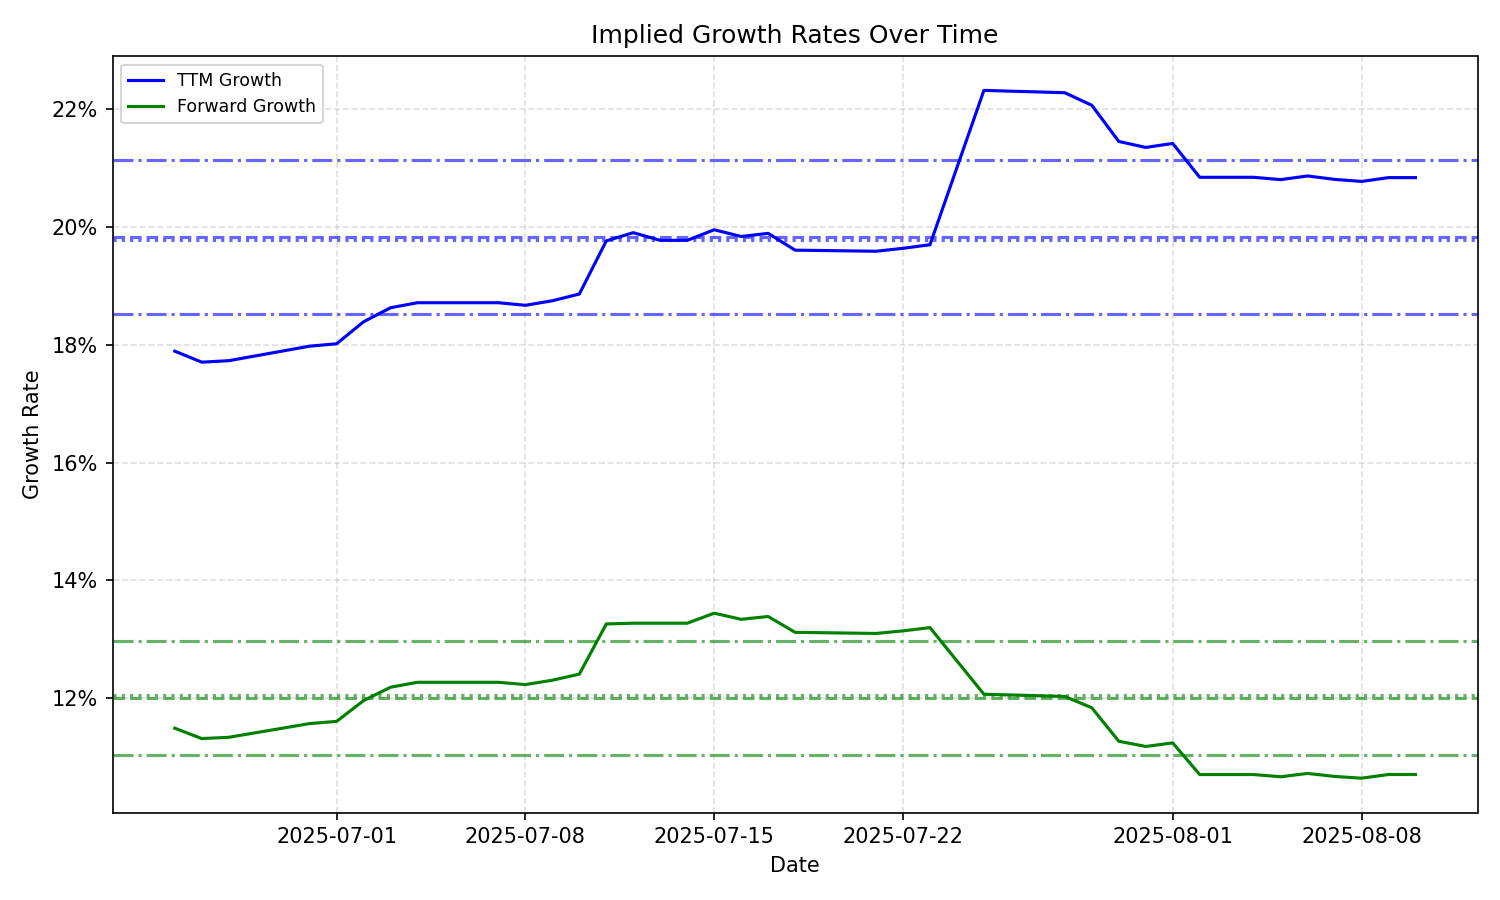 Implied Growth Rates Over Time
TTM Growth
Forward Growth
22%
20%
18%
16%
14%
12%
Growth Rate
2025-07-01
2025-07-08
2025-07-15
2025-07-22
2025-08-01
2025-08-08
Date